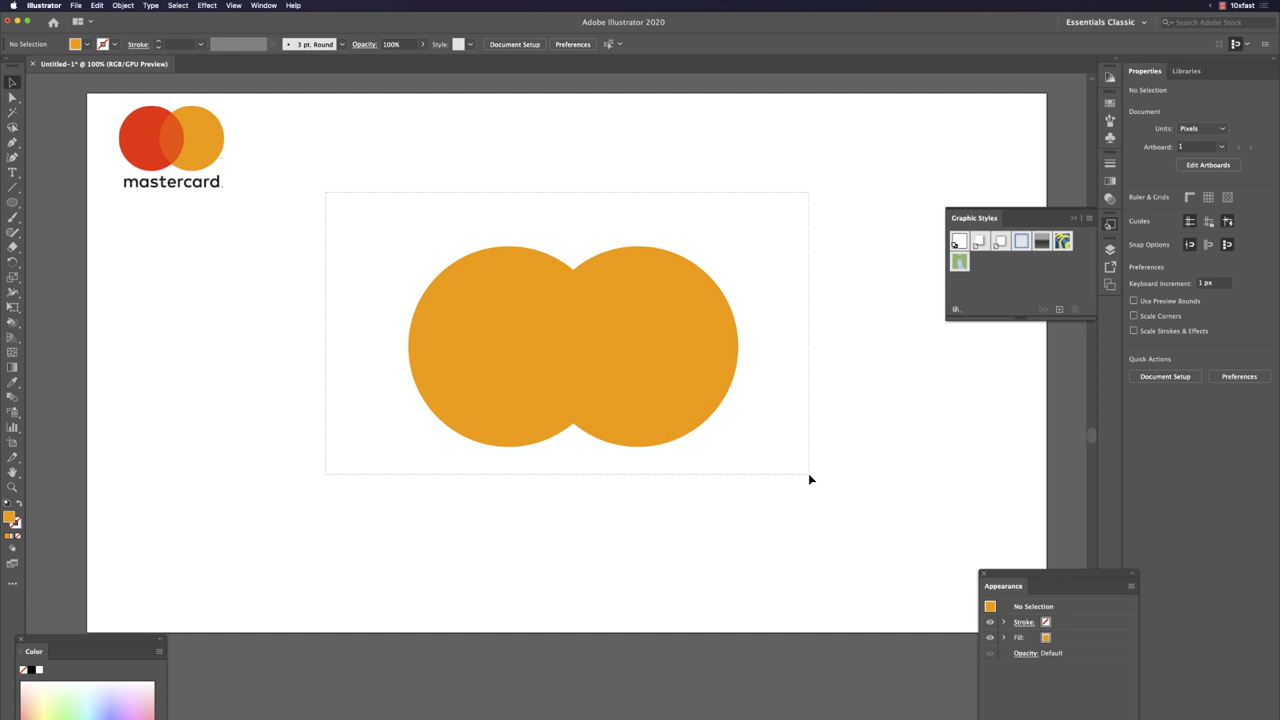 Illustrator File Edit Object Type Select Effect View Window Help 10xfast
Adobe Illustrator 2020 Essentials Classic Search Adobe Stock
No Selection Stroke: 3 pt. Round Opacity: 100% Style: Document Setup Preferences
Untitled-1* @ 100% (RGB/GPU Preview)
mastercard.
Properties Libraries
No Selection
Document
Units: Pixels
Artboard: 1
Edit Artboards
Ruler & Grids
Guides
Snap Options
Preferences
Keyboard Increment: 1 px
Use Preview Bounds
Scale Corners
Scale Strokes & Effects
Quick Actions
Document Setup Preferences
Graphic Styles
Appearance
No Selection
Stroke:
Fill:
Opacity: Default
Color